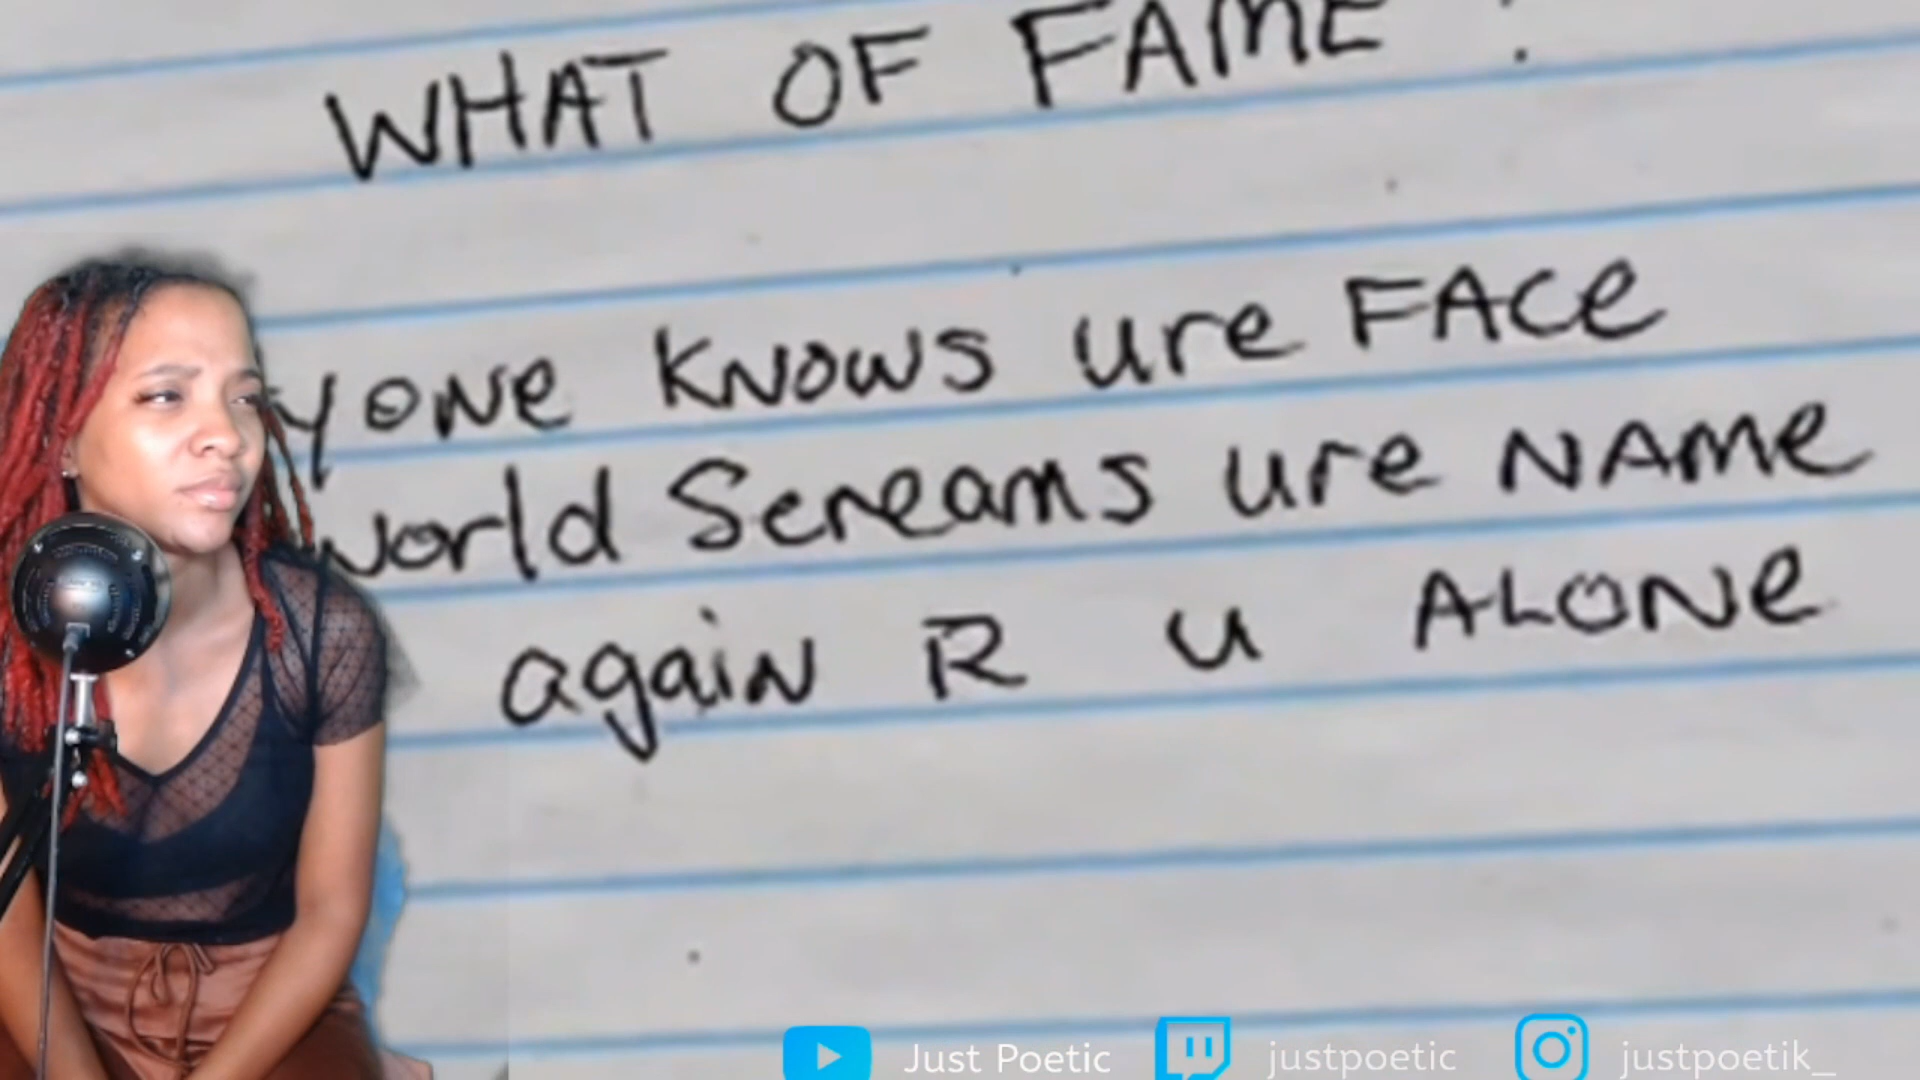 WHAT OF FAME?
yone KNOWS ure FACe
world Screams ure NAMe
again R U ALONe
Just Poetic justpoetic justpoetik_